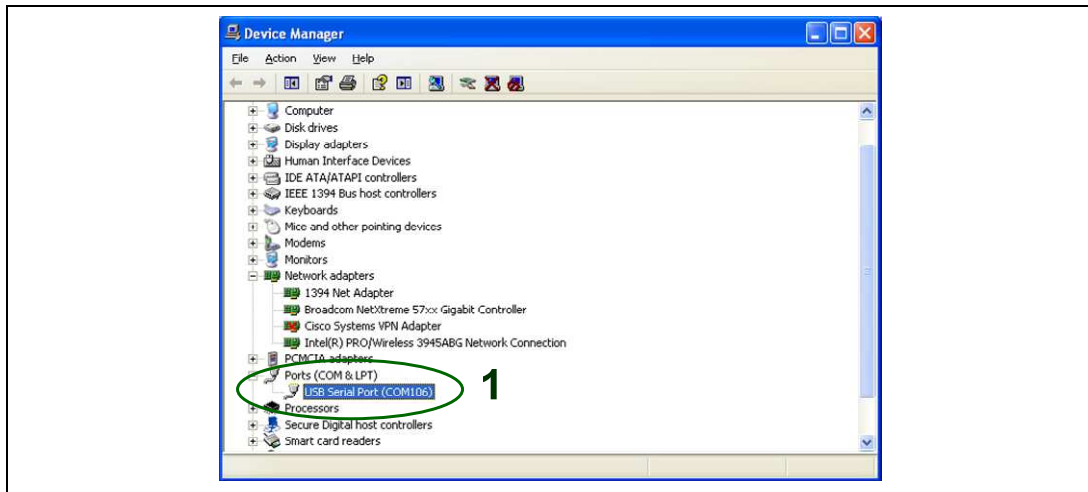 Device Manager
File Action View Help
Computer
Disk drives
Display adapters
Human Interface Devices
IDE ATA/ATAPI controllers
IEEE 1394 Bus host controllers
Keyboards
Mice and other pointing devices
Modems
Monitors
Network adapters
1394 Net Adapter
Broadcom NetXtreme 57xx Gigabit Controller
Cisco Systems VPN Adapter
Intel(R) PRO/Wireless 3945ABG Network Connection
PCMCIA adapters
Ports (COM & LPT)
USB Serial Port (COM106)
1
Processors
Secure Digital host controllers
Smart card readers